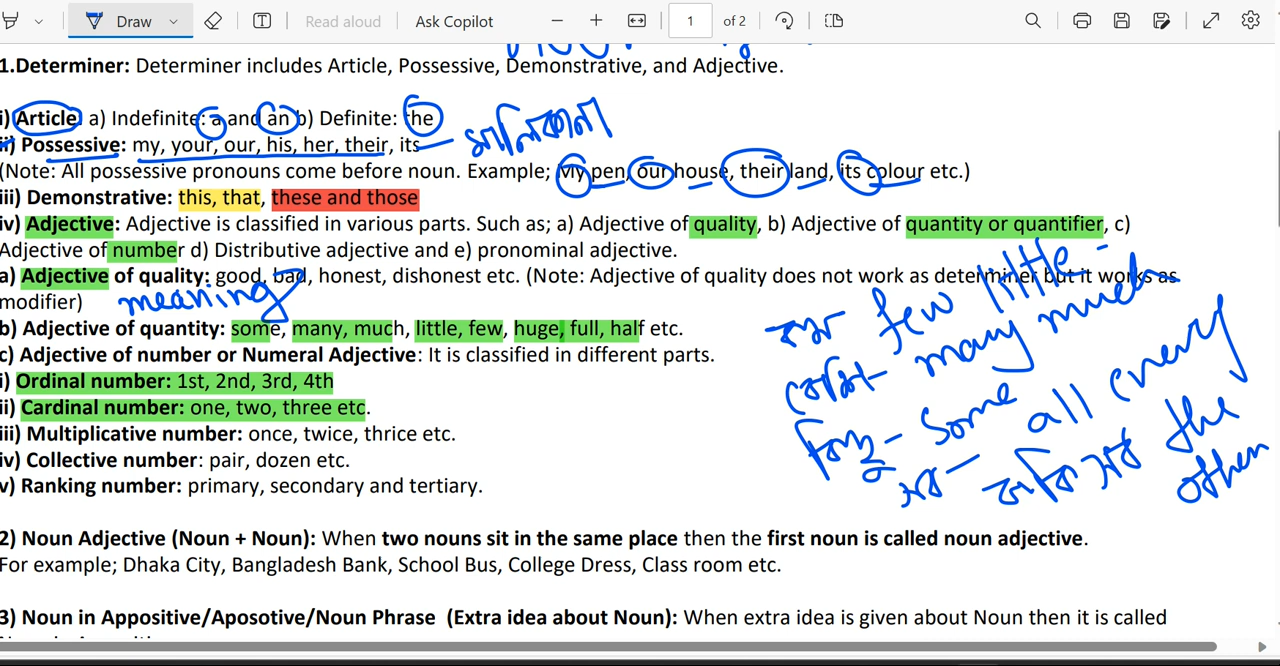 Draw Read aloud Ask Copilot 1 of 2
1.Determiner: Determiner includes Article, Possessive, Demonstrative, and Adjective.
i) Article: a) Indefinite: a and an b) Definite: the
ii) Possessive: my, your, our, his, her, their, its
(Note: All possessive pronouns come before noun. Example; My pen, our house, their land, its colour etc.)
iii) Demonstrative: this, that, these and those
iv) Adjective: Adjective is classified in various parts. Such as; a) Adjective of quality, b) Adjective of quantity or quantifier, c)
Adjective of number d) Distributive adjective and e) pronominal adjective.
a) Adjective of quality: good, bad, honest, dishonest etc. (Note: Adjective of quality does not work as determiner but it works as
modifier)
meaning
few little
b) Adjective of quantity: some, many, much, little, few, huge, full, half etc.
many much
c) Adjective of number or Numeral Adjective: It is classified in different parts.
i) Ordinal number: 1st, 2nd, 3rd, 4th
ii) Cardinal number: one, two, three etc.
some all every
iii) Multiplicative number: once, twice, thrice etc.
the
iv) Collective number: pair, dozen etc.
other
v) Ranking number: primary, secondary and tertiary.
2) Noun Adjective (Noun + Noun): When two nouns sit in the same place then the first noun is called noun adjective.
For example; Dhaka City, Bangladesh Bank, School Bus, College Dress, Class room etc.
3) Noun in Appositive/Aposotive/Noun Phrase (Extra idea about Noun): When extra idea is given about Noun then it is called